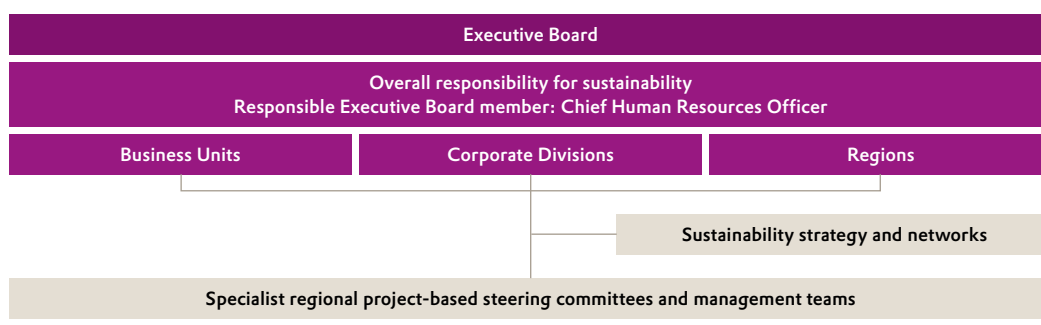 Executive Board
Overall responsibility for sustainability
Responsible Executive Board member: Chief Human Resources Officer
Business Units
Corporate Divisions
Regions
Sustainability strategy and networks
Specialist regional project-based steering committees and management teams